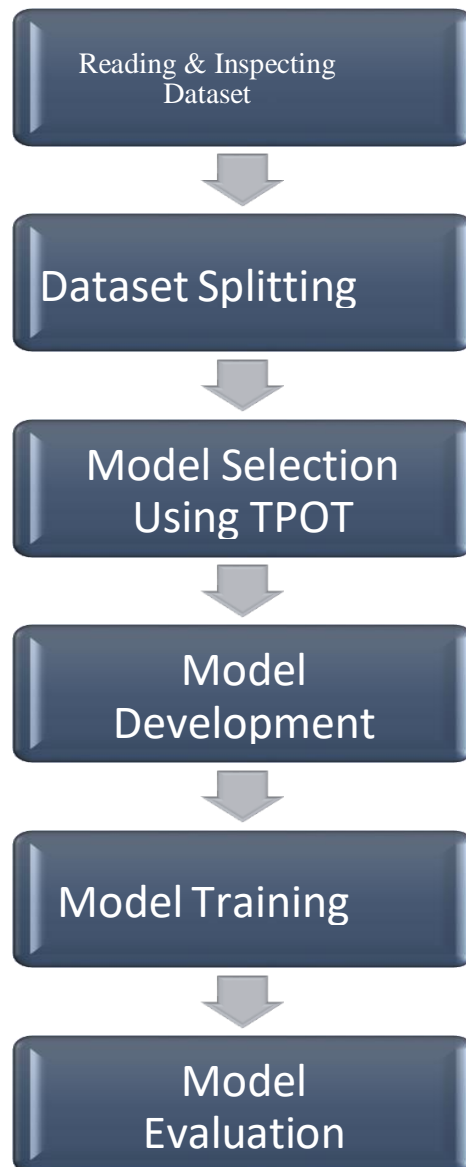 Reading & Inspecting
Dataset
Dataset Splitting
Model Selection
Using TPOT
Model
Development
Model Training
Model
Evaluation